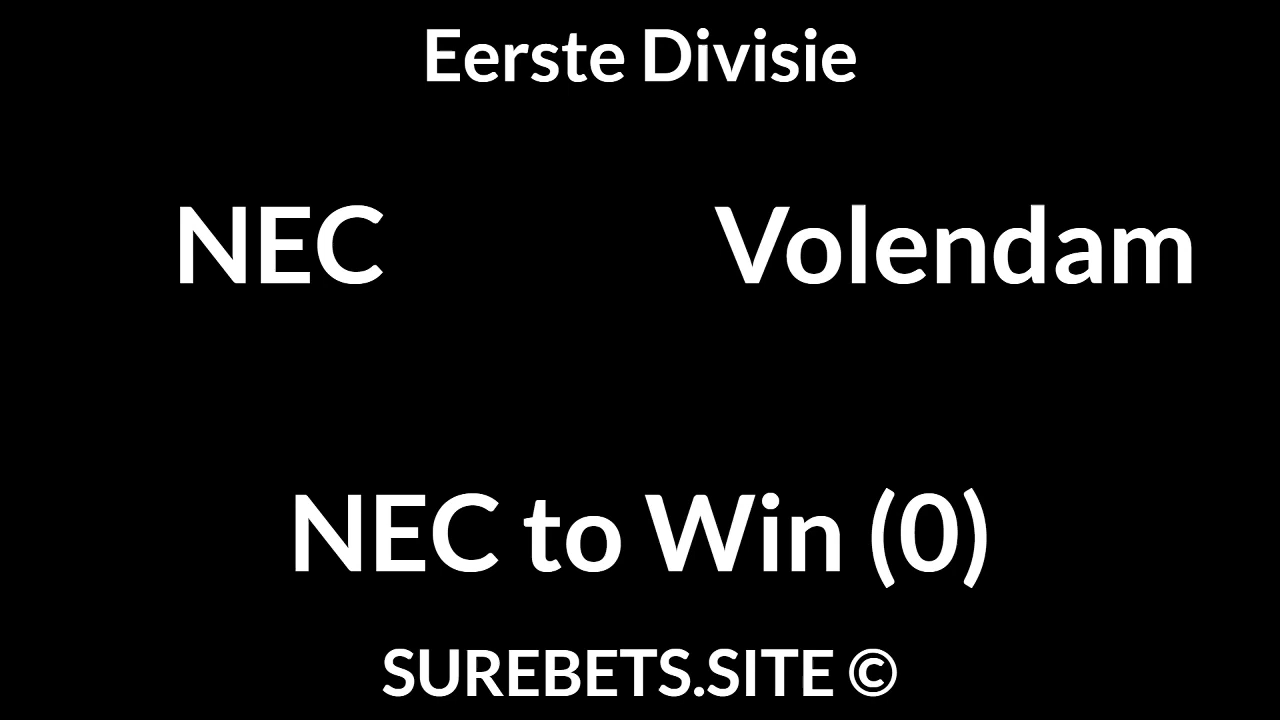 Eerste Divisie
NEC Volendam
NEC to Win (0)
SUREBETS.SITE ©